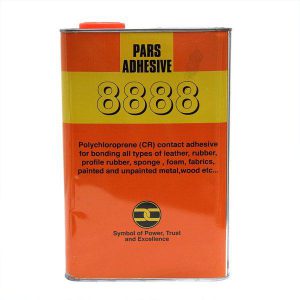 PARS
ADHESIVE
8888
Polychloroprene (CR) contact adhesive
for bonding all types of leather, rubber,
profile rubber, sponge , foam, fabrics,
painted and unpainted metal,wood etc...
Symbol of Power, Trust
and Excellence